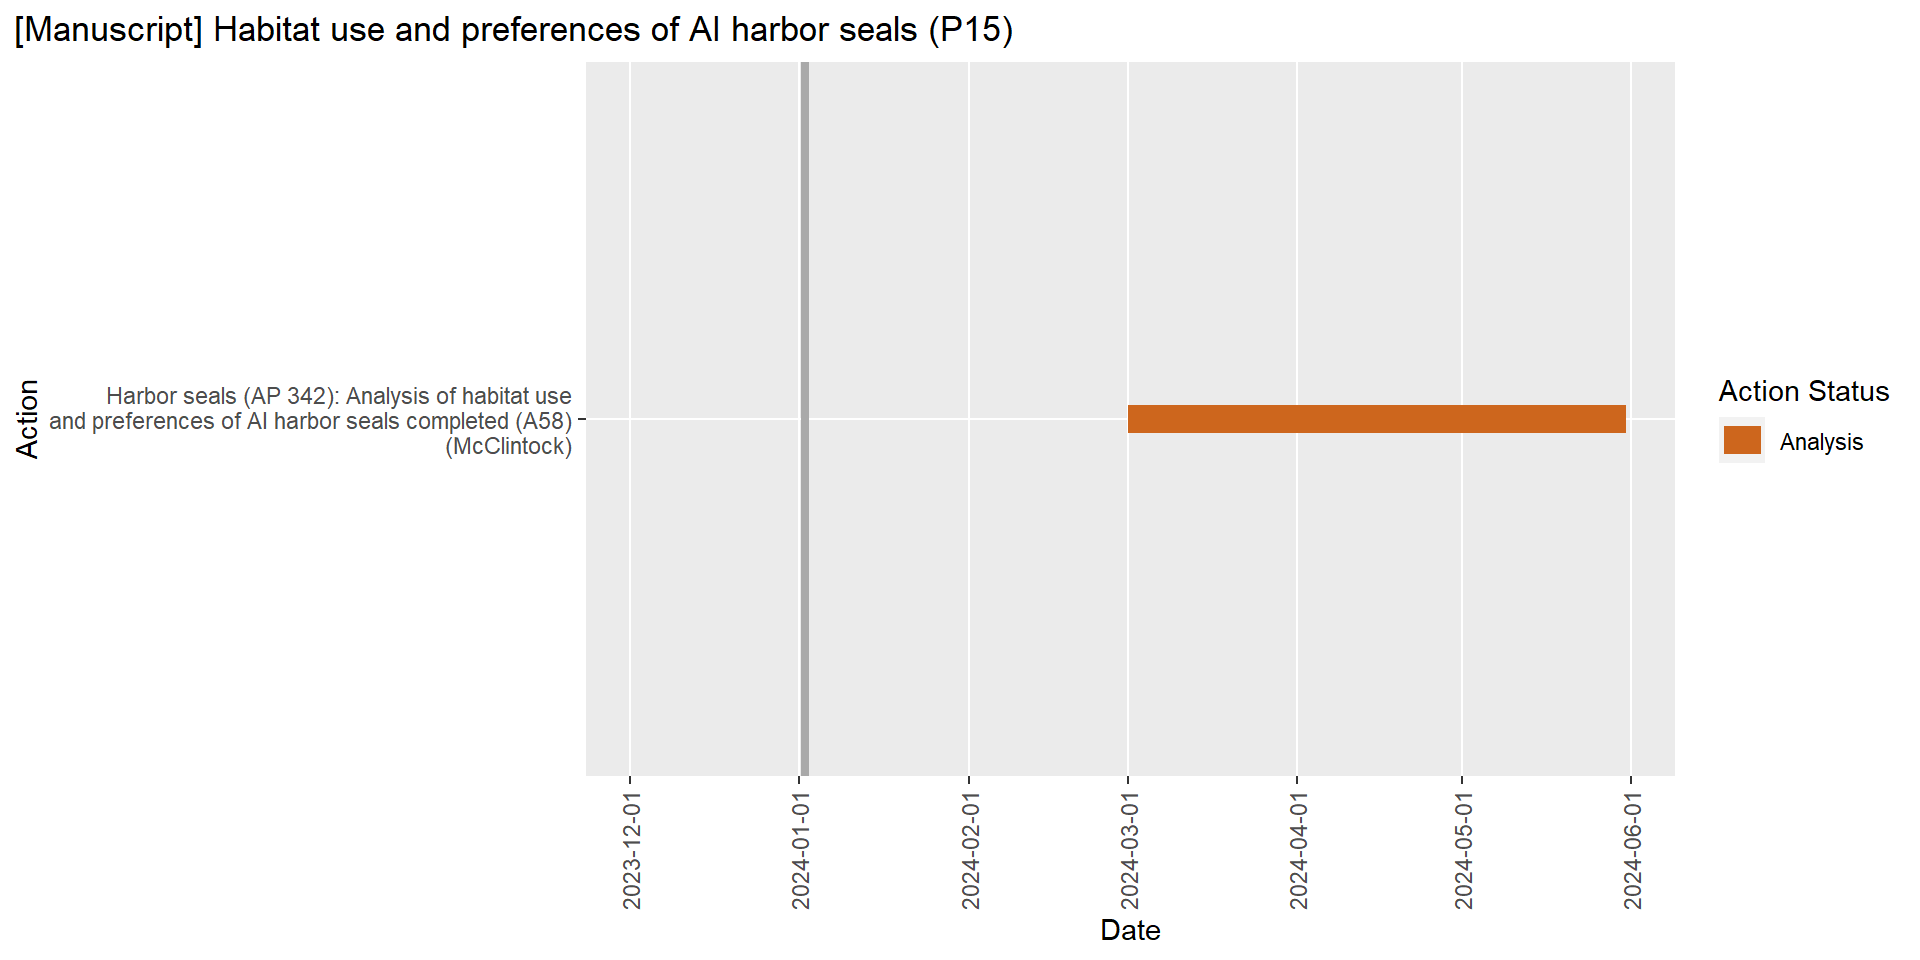 [Manuscript] Habitat use and preferences of AI harbor seals (P15)
Action
Harbor seals (AP 342): Analysis of habitat use
and preferences of AI harbor seals completed (A58)
(McClintock)
Action Status
Analysis
2023-12-01
2024-01-01
2024-02-01
2024-03-01
2024-04-01
2024-05-01
2024-06-01
Date